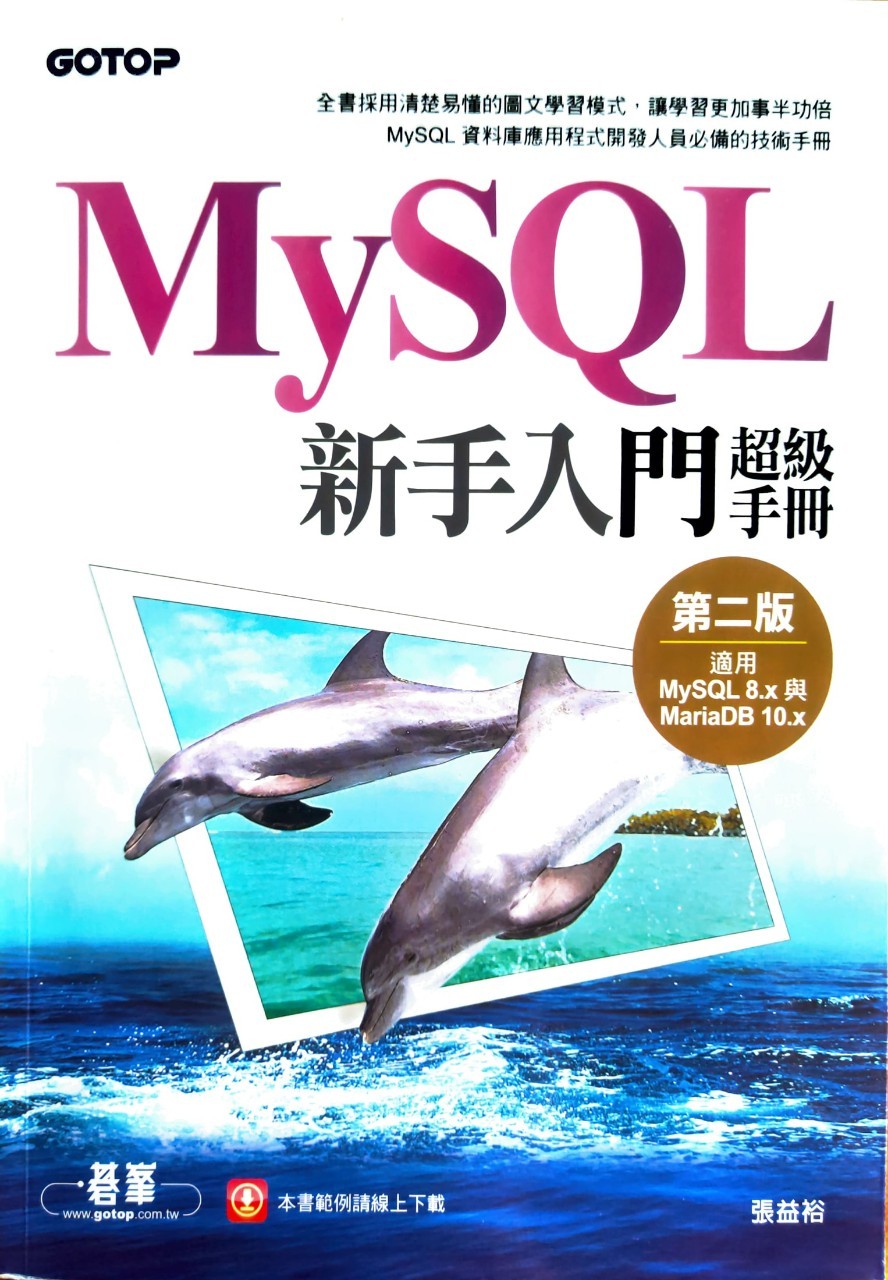 GOTOP
全書採用清楚易懂的圖文學習模式，讓學習更加事半功倍
MySQL 資料庫應用程式開發人員必備的技術手冊
MySQL
新手入門超級
手冊
第二版
適用
MySQL 8.x 與
MariaDB 10.x
碁峯
www.gotop.com.tw
本書範例請線上下載
張益裕